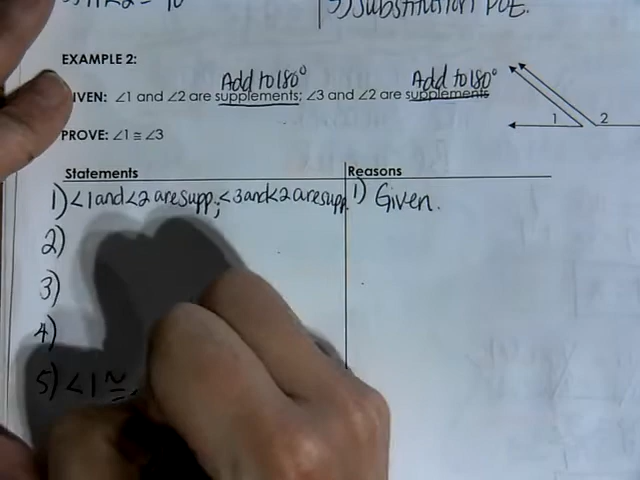 3) Substitution POE.
EXAMPLE 2:
Add to 180° Add to 180°
IVEN: ∠1 and ∠2 are supplements; ∠3 and ∠2 are supplements
1 2
PROVE: ∠1 ≅ ∠3
Statements Reasons
1) <1 and <2 are supp; <3 and <2 are supp. 1) Given.
2)
3)
4)
5) <1 ≅